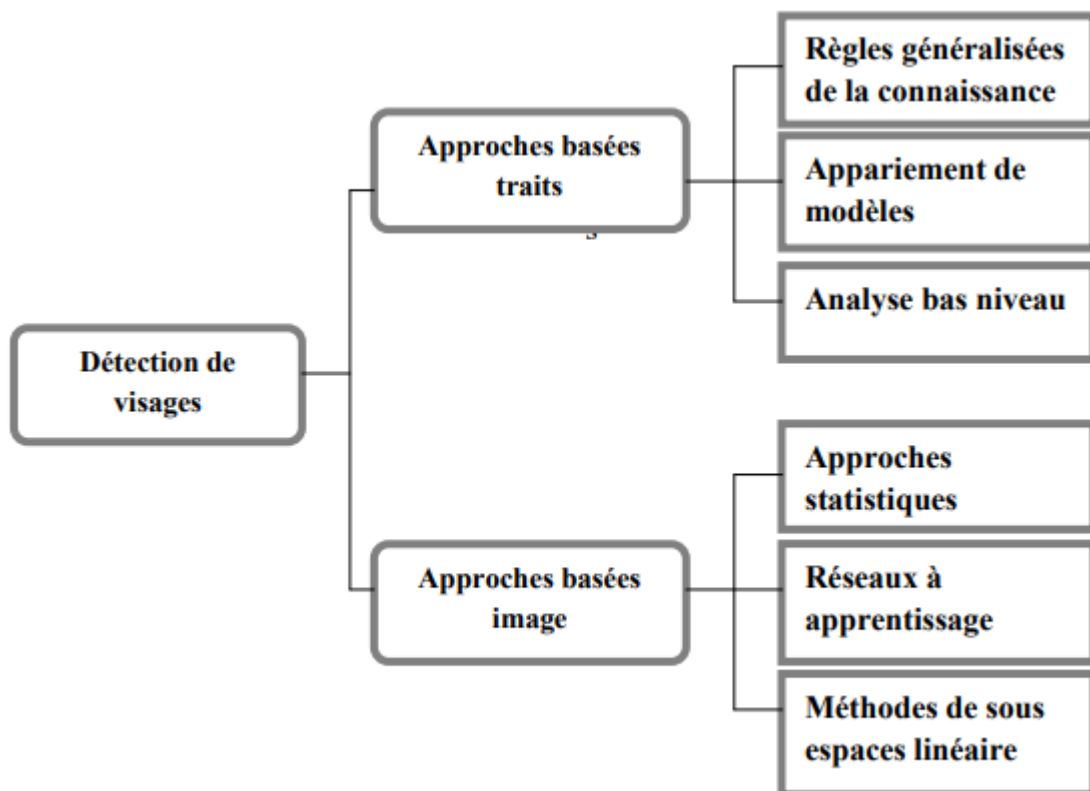 Règles généralisées
de la connaissance
Approches basées
traits
s
Appariement de
modèles
Analyse bas niveau
Détection de
visages
Approches
statistiques
Approches basées
image
Réseaux à
apprentissage
Méthodes de sous
espaces linéaire